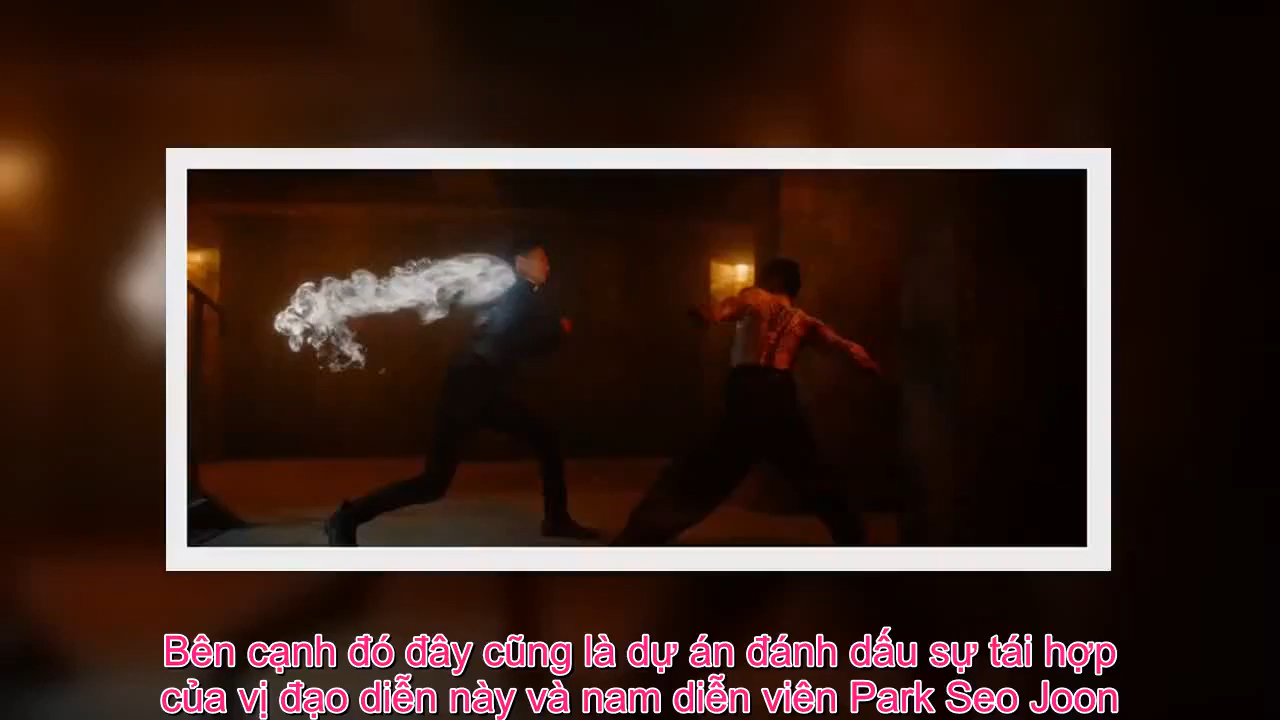 Bên cạnh đó đây cũng là dự án đánh dấu sự tái hợp
của vị đạo diễn này và nam diễn viên Park Seo Joon